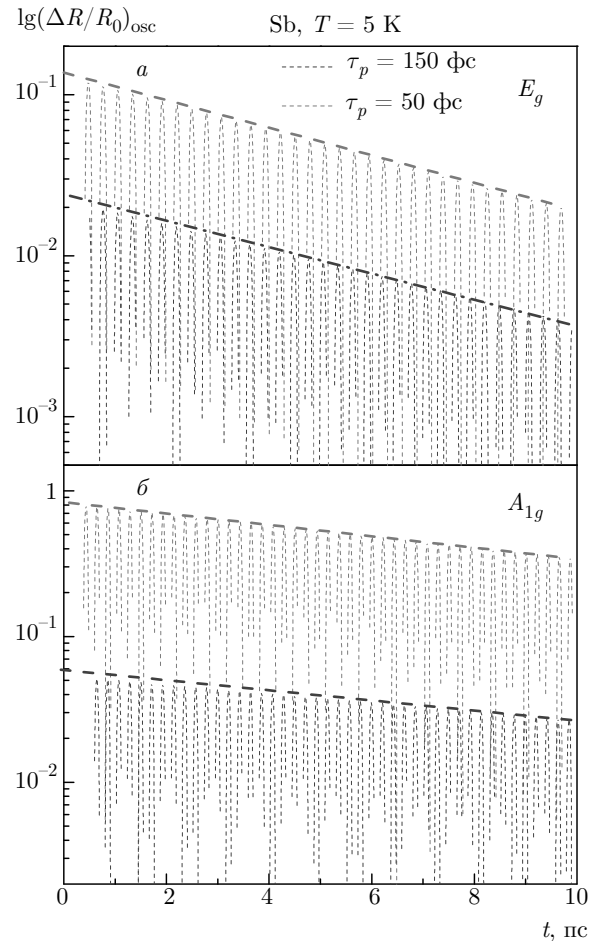 lg(ΔR/R₀)osc Sb, T = 5 K
a
τₚ = 150 фс
τₚ = 50 фс
E_g
10⁻¹
10⁻²
10⁻³
б
A₁g
1
10⁻¹
10⁻²
0 2 4 6 8 10
t, пс